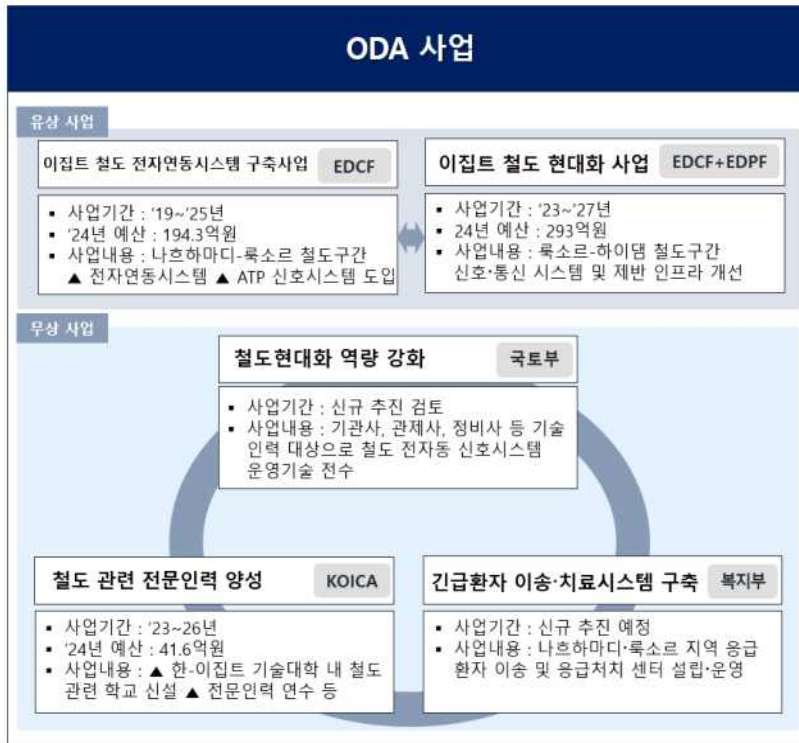 ODA 사업
유상 사업
이집트 철도 전자연동시스템 구축사업 EDCF
▪ 사업기간 : '19~'25년
▪ '24년 예산 : 194.3억원
▪ 사업내용 : 나흐하마디-룩소르 철도구간
▲ 전자연동시스템 ▲ ATP 신호시스템 도입
이집트 철도 현대화 사업 EDCF+EDPF
▪ 사업기간 : '23~'27년
▪ 24년 예산 : 293억원
▪ 사업내용 : 룩소르-하이댐 철도구간
신호·통신 시스템 및 제반 인프라 개선
무상 사업
철도현대화 역량 강화 국토부
▪ 사업기간 : 신규 추진 검토
▪ 사업내용 : 기관사, 관제사, 정비사 등 기술
인력 대상으로 철도 전자동 신호시스템
운영기술 전수
철도 관련 전문인력 양성 KOICA
▪ 사업기간 : '23~26년
▪ '24년 예산 : 41.6억원
▪ 사업내용 : ▲ 한-이집트 기술대학 내 철도
관련 학교 신설 ▲ 전문인력 연수 등
긴급환자 이송·치료시스템 구축 복지부
▪ 사업기간 : 신규 추진 예정
▪ 사업내용 : 나흐하마디·룩소르 지역 응급
환자 이송 및 응급처치 센터 설립·운영